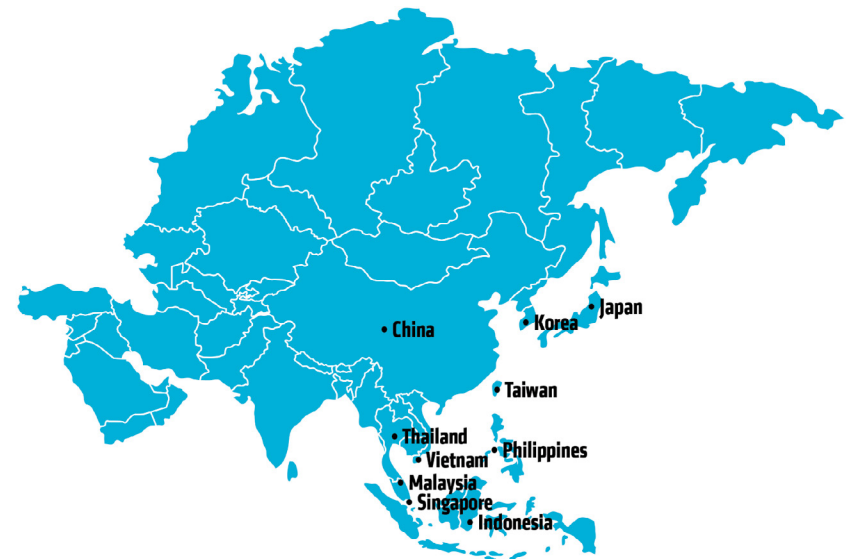 Japan
Korea
China
Taiwan
Thailand
Philippines
Vietnam
Malaysia
Singapore
Indonesia